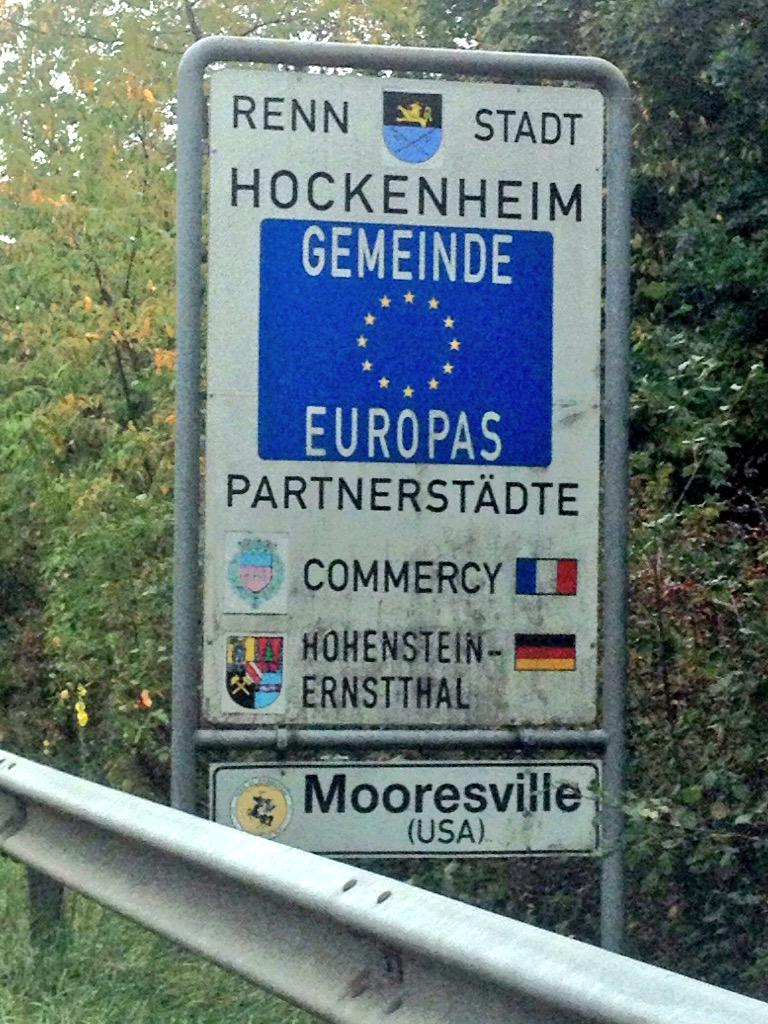 RENN STADT
HOCKENHEIM
GEMEINDE
EUROPAS
PARTNERSTÄDTE
COMMERCY
HOHENSTEIN-
ERNSTTHAL
Mooresville
(USA)